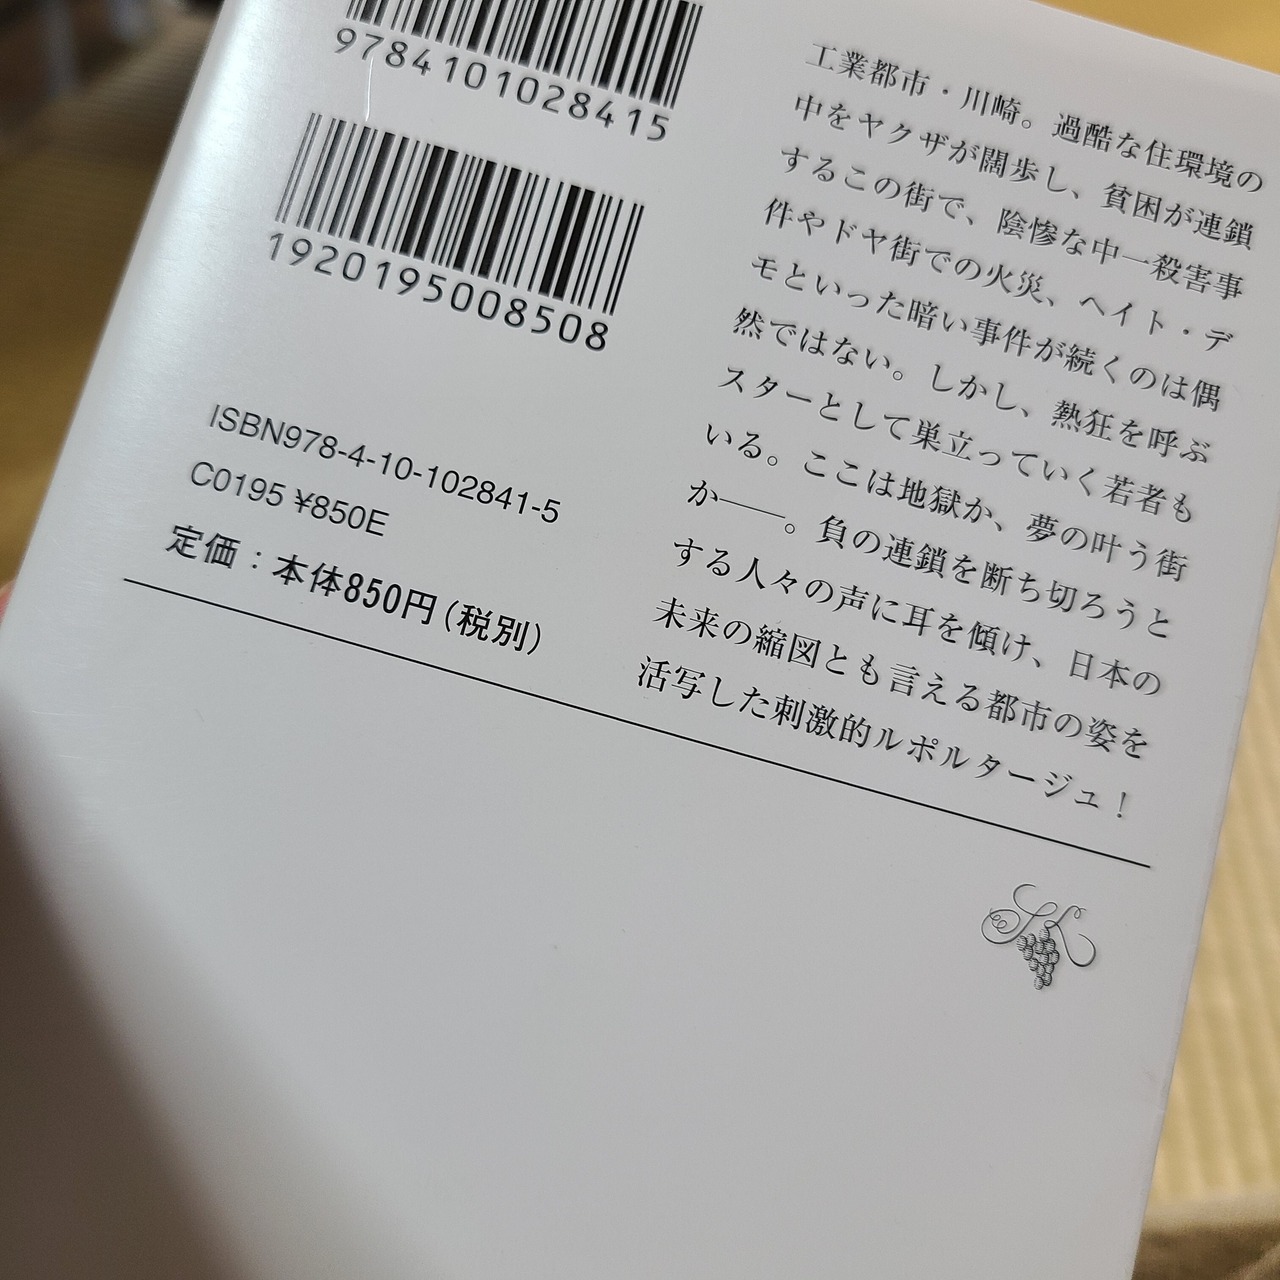 9784101028415
1920195008508
ISBN978-4-10-102841-5
C0195 ¥850E
定価：本体850円（税別）
工業都市・川崎。過酷な住環境の
中をヤクザが闊歩し、貧困が連鎖
するこの街で、陰惨な中一殺害事
件やドヤ街での火災、ヘイト・デ
モといった暗い事件が続くのは偶
然ではない。しかし、熱狂を呼ぶ
スターとして巣立っていく若者も
いる。ここは地獄か、夢の叶う街
か――。負の連鎖を断ち切ろうと
する人々の声に耳を傾け、日本の
未来の縮図とも言える都市の姿を
活写した刺激的ルポルタージュ！